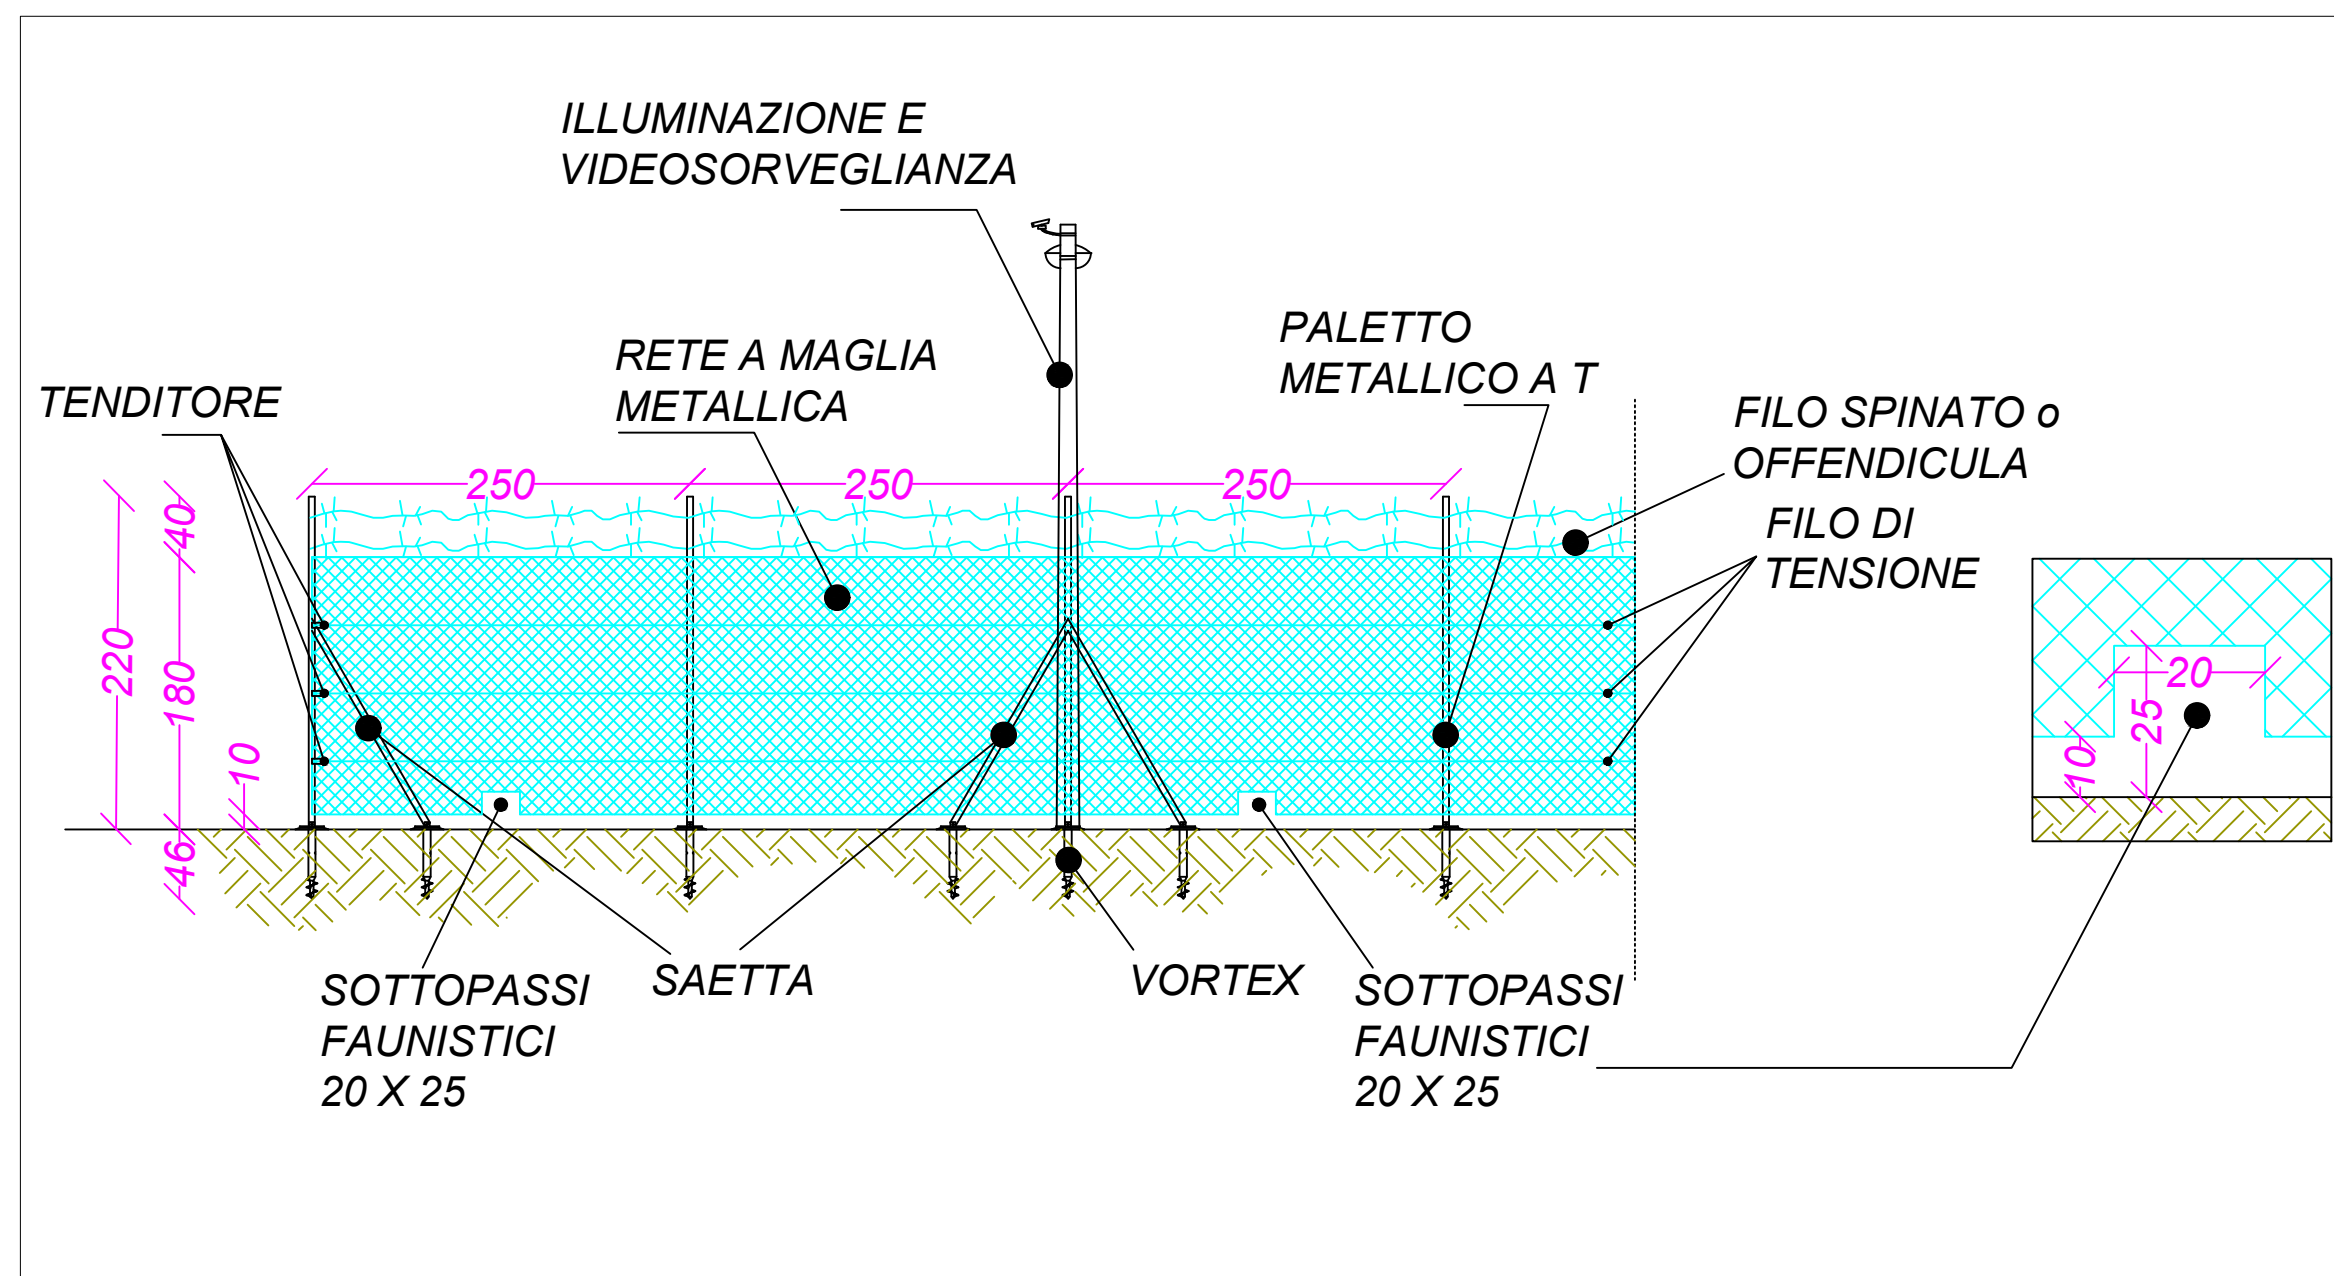 ILLUMINAZIONE E
VIDEOSORVEGLIANZA
RETE A MAGLIA
METALLICA
PALETTO
METALLICO A T
TENDITORE
FILO SPINATO o
OFFENDICULA
FILO DI
TENSIONE
250
250
250
220
40
180
10
46
20
25
10
SOTTOPASSI
FAUNISTICI
20 X 25
SAETTA
VORTEX
SOTTOPASSI
FAUNISTICI
20 X 25